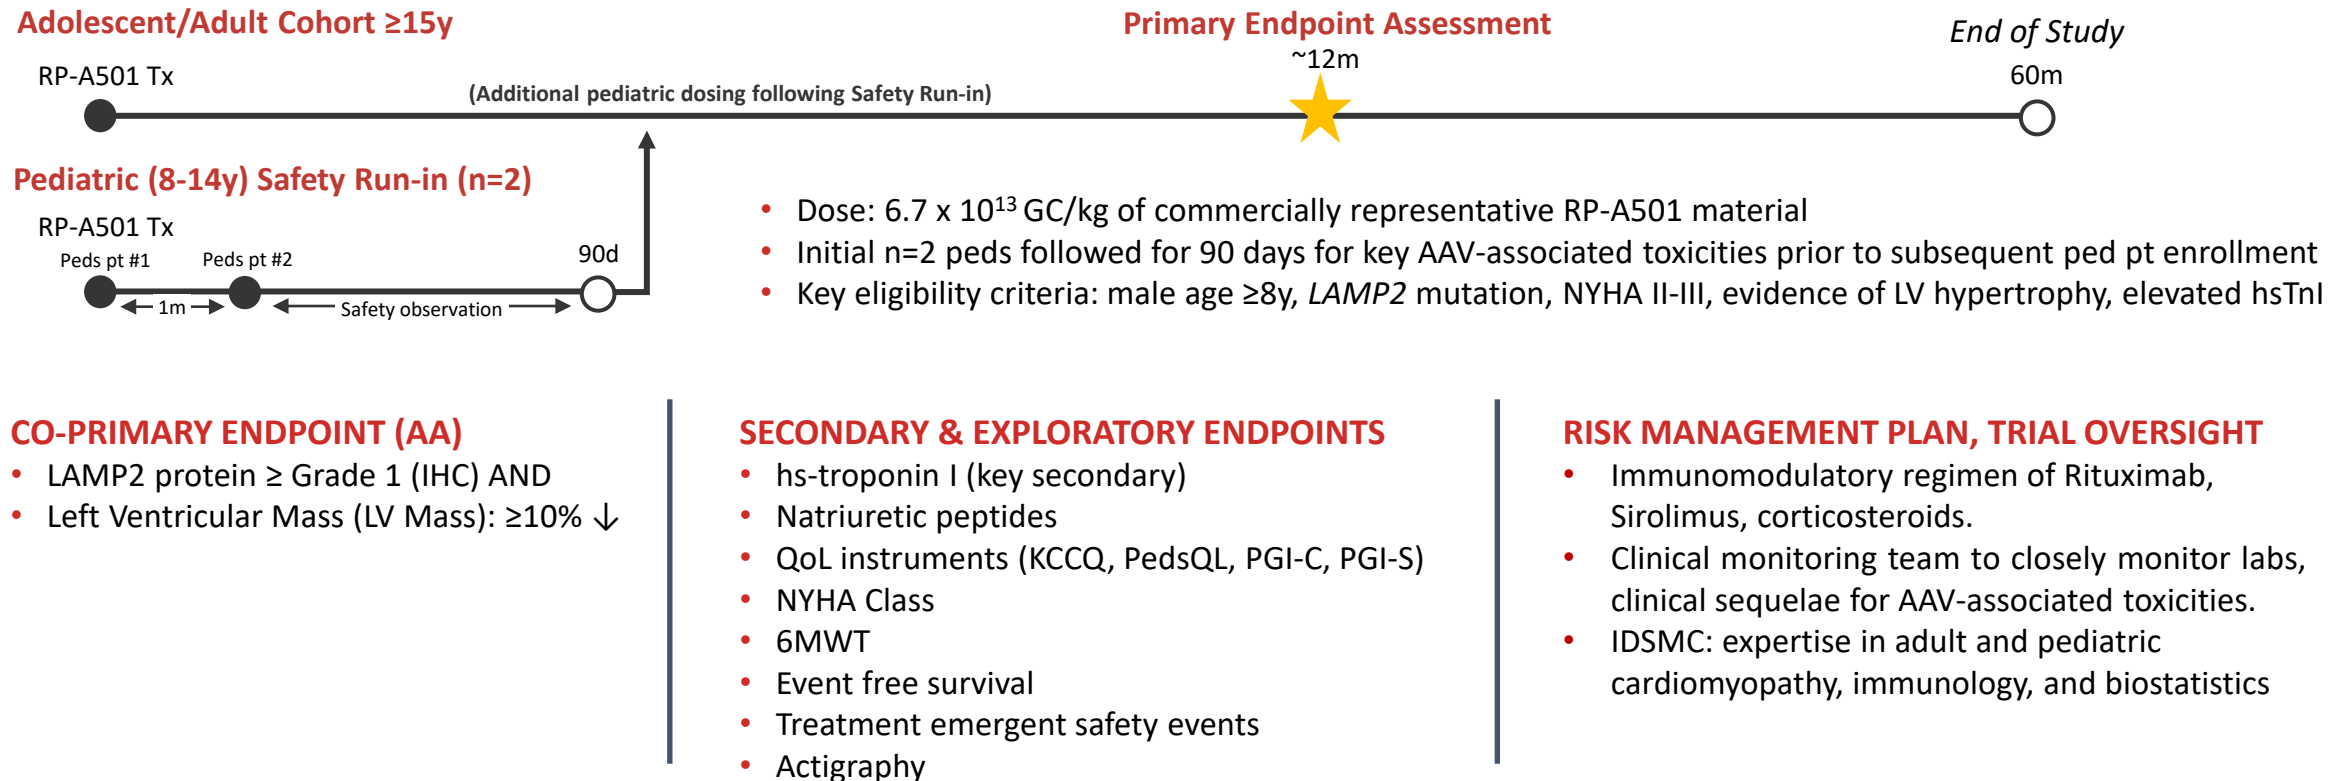 Adolescent/Adult Cohort ≥15y
Primary Endpoint Assessment
~12m
End of Study
60m
RP-A501 Tx
(Additional pediatric dosing following Safety Run-in)
Pediatric (8-14y) Safety Run-in (n=2)
RP-A501 Tx
Peds pt #1
Peds pt #2
90d
1m
Safety observation
• Dose: 6.7 x 10¹³ GC/kg of commercially representative RP-A501 material
• Initial n=2 peds followed for 90 days for key AAV-associated toxicities prior to subsequent ped pt enrollment
• Key eligibility criteria: male age ≥8y, LAMP2 mutation, NYHA II-III, evidence of LV hypertrophy, elevated hsTnI
CO-PRIMARY ENDPOINT (AA)
• LAMP2 protein ≥ Grade 1 (IHC) AND
• Left Ventricular Mass (LV Mass): ≥10% ↓
SECONDARY & EXPLORATORY ENDPOINTS
• hs-troponin I (key secondary)
• Natriuretic peptides
• QoL instruments (KCCQ, PedsQL, PGI-C, PGI-S)
• NYHA Class
• 6MWT
• Event free survival
• Treatment emergent safety events
• Actigraphy
RISK MANAGEMENT PLAN, TRIAL OVERSIGHT
• Immunomodulatory regimen of Rituximab,
Sirolimus, corticosteroids.
• Clinical monitoring team to closely monitor labs,
clinical sequelae for AAV-associated toxicities.
• IDSMC: expertise in adult and pediatric
cardiomyopathy, immunology, and biostatistics